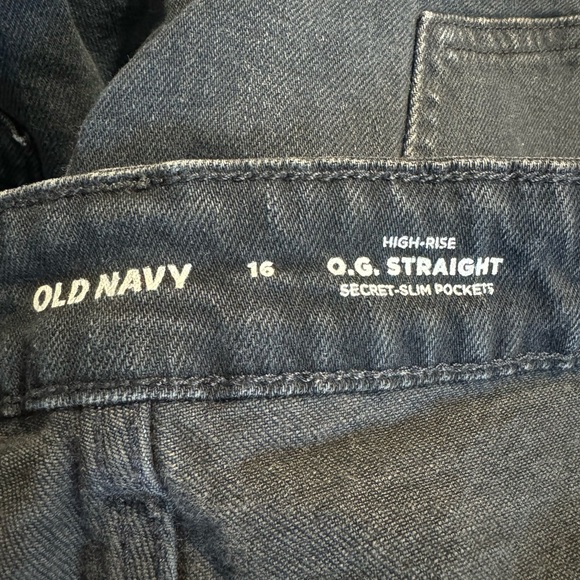 OLD NAVY
16
HIGH-RISE
O.G. STRAIGHT
SECRET-SLIM POCKETS